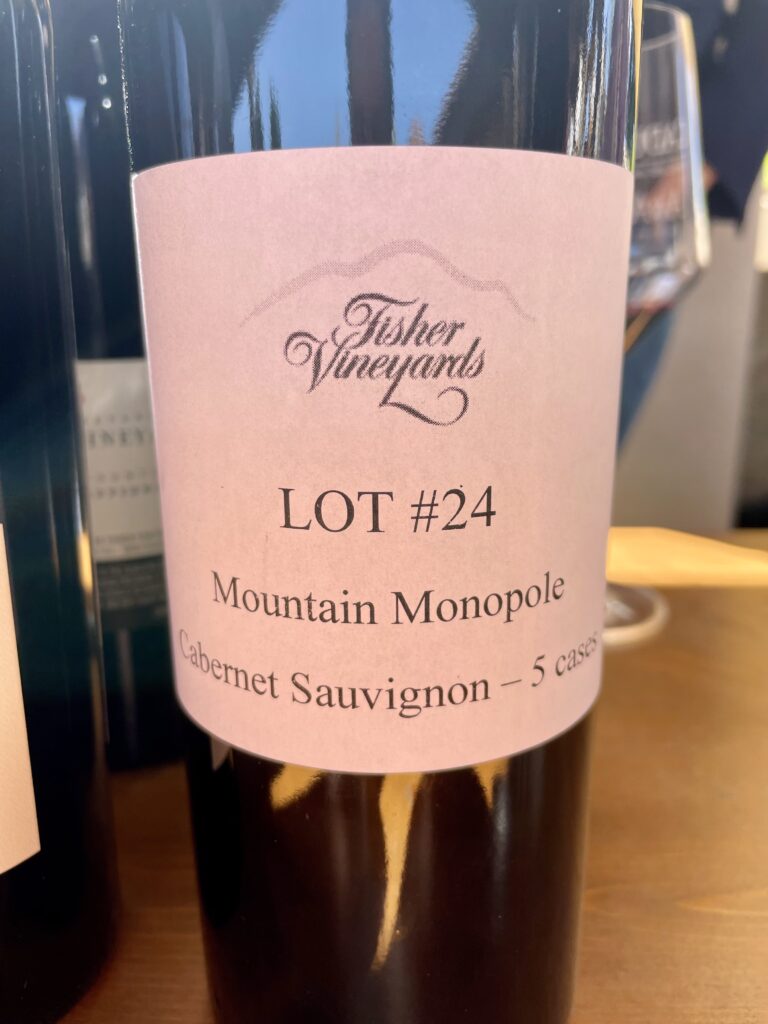 Fisher
Vineyards
LOT #24
Mountain Monopole
Cabernet Sauvignon – 5 cases